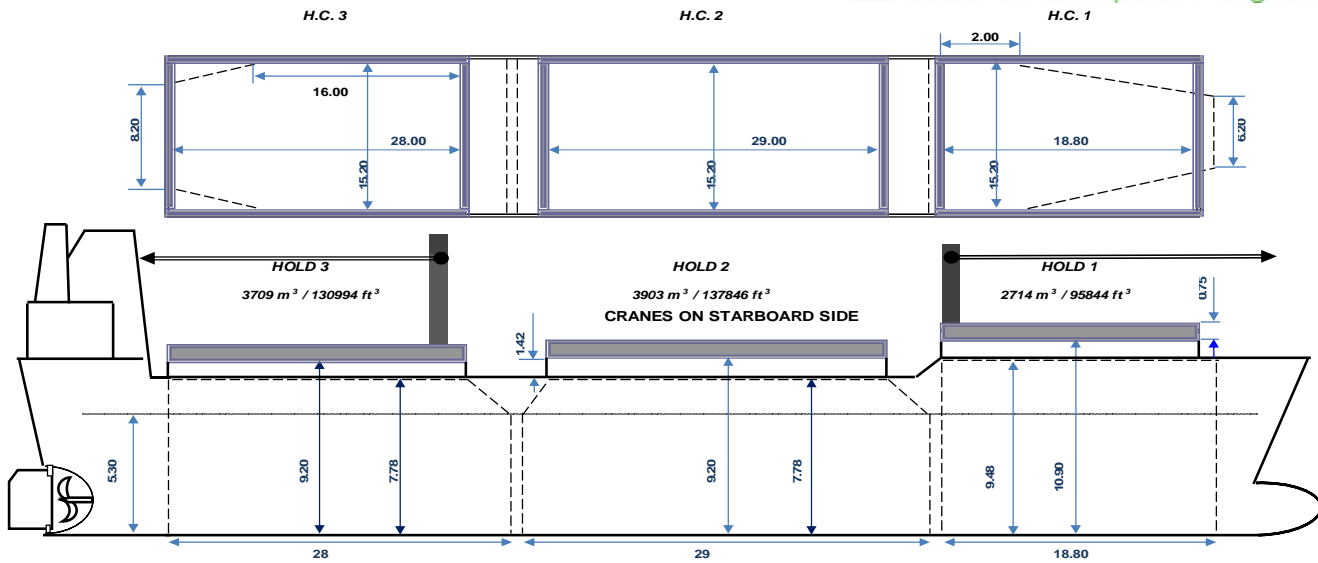 H.C. 3
H.C. 2
H.C. 1
2.00
16.00
8.20
28.00
15.20
29.00
15.20
18.80
15.20
6.20
HOLD 3
HOLD 2
HOLD 1
3709 m³ / 130994 ft³
3903 m³ / 137846 ft³
2714 m³ / 95844 ft³
CRANES ON STARBOARD SIDE
0.75
1.42
5.30
9.20
7.78
9.20
7.78
9.48
10.90
28
29
18.80